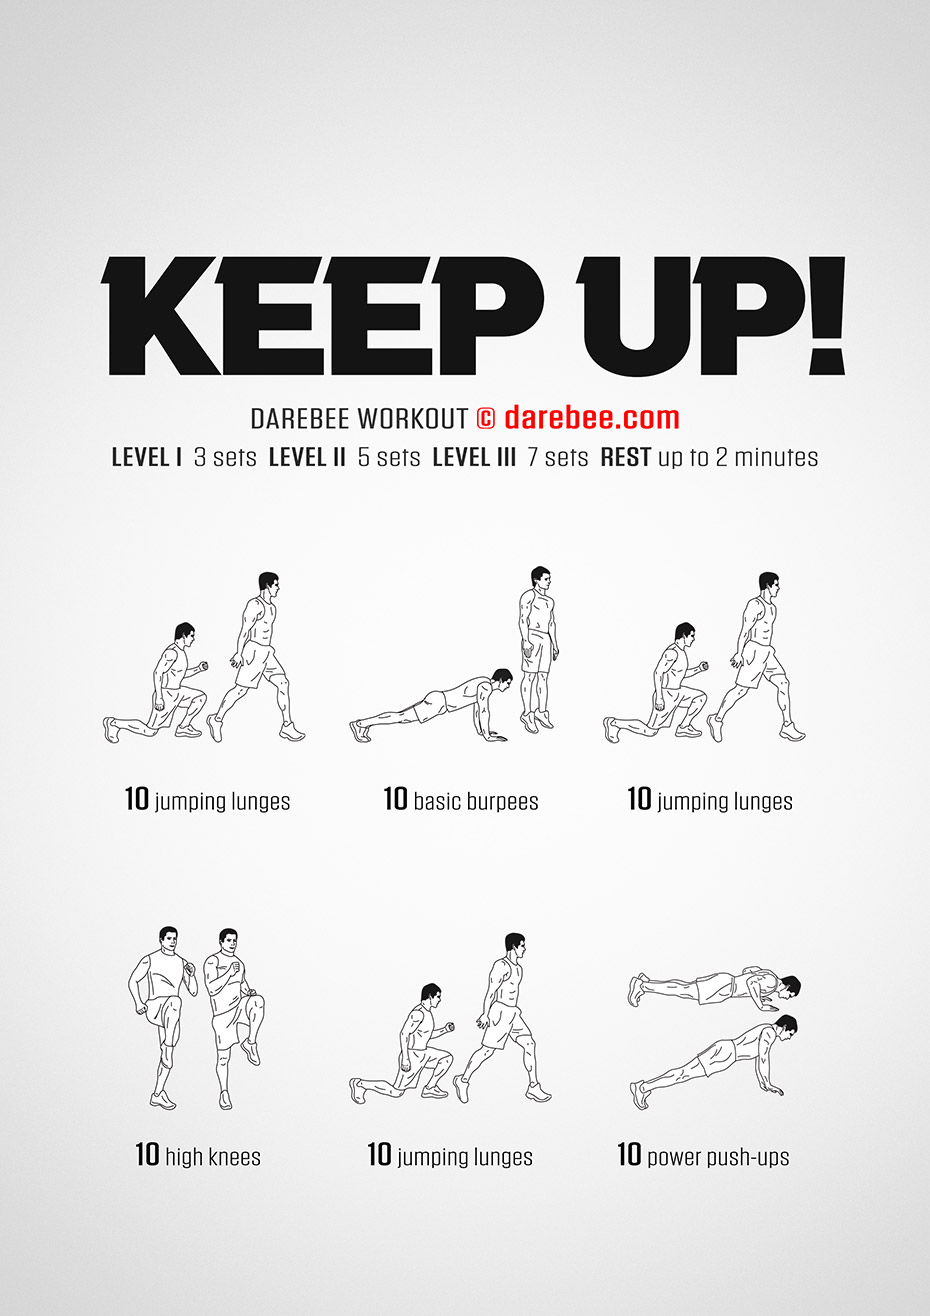 KEEP UP!
DAREBEE WORKOUT © darebee.com
LEVEL I 3 sets LEVEL II 5 sets LEVEL III 7 sets REST up to 2 minutes
10 jumping lunges
10 basic burpees
10 jumping lunges
10 high knees
10 jumping lunges
10 power push-ups